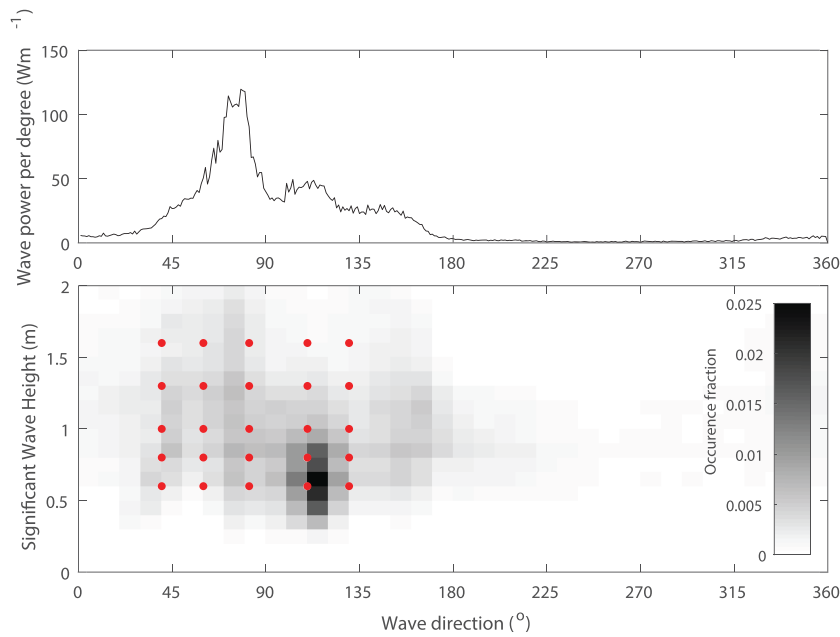 Wave power per degree (Wm -1)
150
100
50
0
0 45 90 135 180 225 270 315 360
Significant Wave Height (m)
2
1.5
1
0.5
0
0 45 90 135 180 225 270 315 360
Wave direction (o)
Occurence fraction
0.025
0.02
0.015
0.01
0.005
0